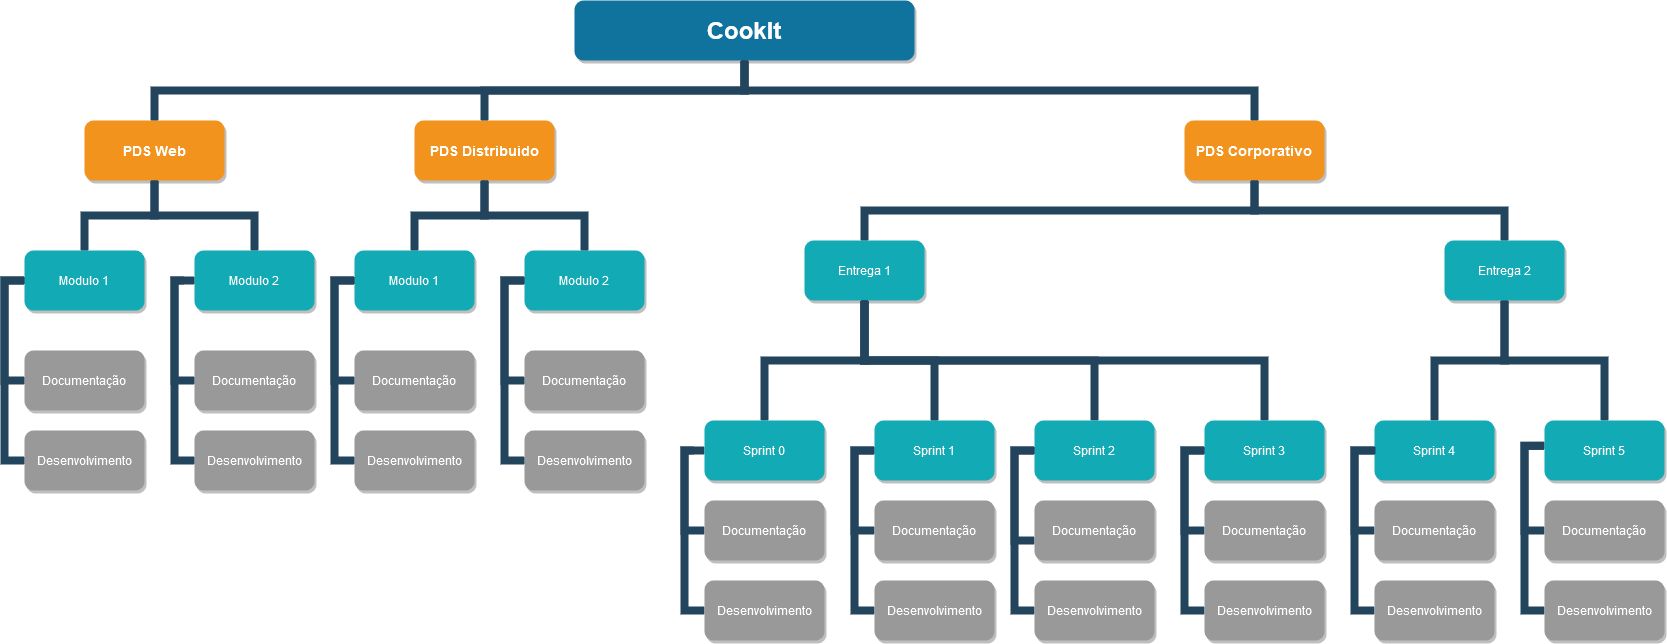 CookIt
PDS Web
PDS Distribuido
PDS Corporativo
Entrega 1
Entrega 2
Modulo 1
Modulo 2
Modulo 1
Modulo 2
Documentação
Documentação
Documentação
Documentação
Desenvolvimento
Desenvolvimento
Desenvolvimento
Desenvolvimento
Sprint 0
Sprint 1
Sprint 2
Sprint 3
Sprint 4
Sprint 5
Documentação
Documentação
Documentação
Documentação
Documentação
Documentação
Desenvolvimento
Desenvolvimento
Desenvolvimento
Desenvolvimento
Desenvolvimento
Desenvolvimento